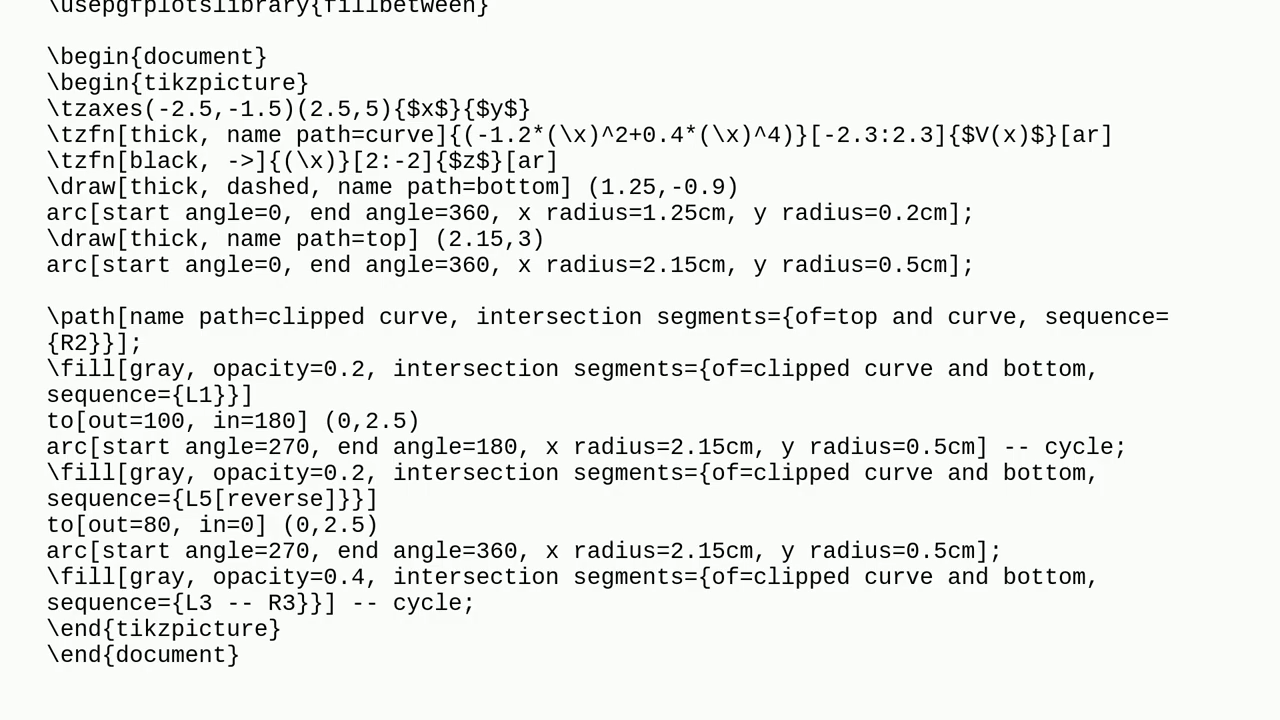 \usepgfplotslibrary{fillbetween}
\begin{document}
\begin{tikzpicture}
\tzaxes(-2.5,-1.5)(2.5,5){$x$}{$y$}
\tzfn[thick, name path=curve]{(-1.2*(\x)^2+0.4*(\x)^4)}[-2.3:2.3]{$V(x)$}[ar]
\tzfn[black, ->]{(\x)}[2:-2]{$z$}[ar]
\draw[thick, dashed, name path=bottom] (1.25,-0.9)
arc[start angle=0, end angle=360, x radius=1.25cm, y radius=0.2cm];
\draw[thick, name path=top] (2.15,3)
arc[start angle=0, end angle=360, x radius=2.15cm, y radius=0.5cm];
\path[name path=clipped curve, intersection segments={of=top and curve, sequence=
{R2}}];
\fill[gray, opacity=0.2, intersection segments={of=clipped curve and bottom,
sequence={L1}}]
to[out=100, in=180] (0,2.5)
arc[start angle=270, end angle=180, x radius=2.15cm, y radius=0.5cm] -- cycle;
\fill[gray, opacity=0.2, intersection segments={of=clipped curve and bottom,
sequence={L5[reverse]}}]
to[out=80, in=0] (0,2.5)
arc[start angle=270, end angle=360, x radius=2.15cm, y radius=0.5cm];
\fill[gray, opacity=0.4, intersection segments={of=clipped curve and bottom,
sequence={L3 -- R3}}] -- cycle;
\end{tikzpicture}
\end{document}